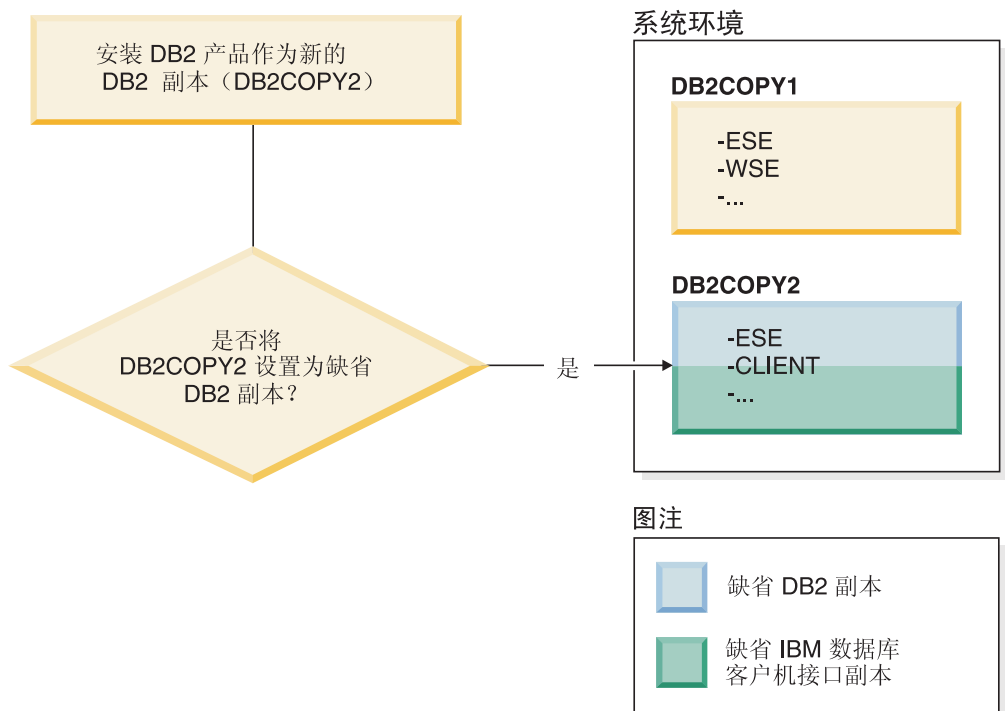 安装 DB2 产品作为新的
DB2 副本（DB2COPY2）
是否将
DB2COPY2 设置为缺省
DB2 副本？
是
系统环境
DB2COPY1
-ESE
-WSE
-...
DB2COPY2
-ESE
-CLIENT
-...
图注
缺省 DB2 副本
缺省 IBM 数据库
客户机接口副本